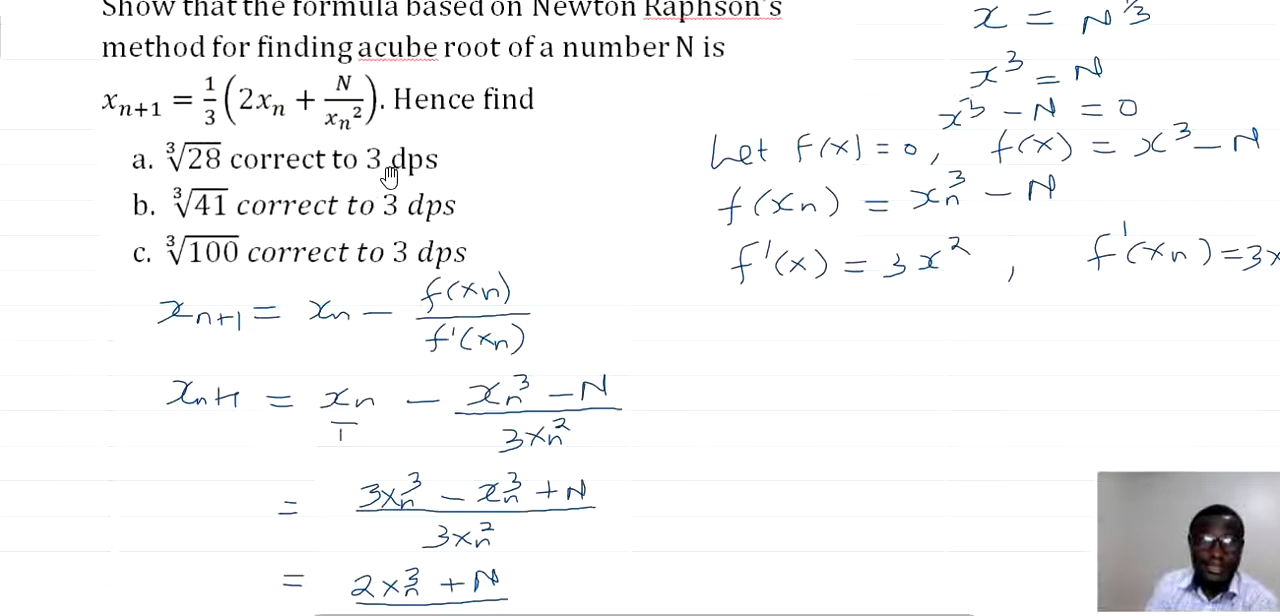 Show that the formula based on Newton Raphson's
method for finding acube root of a number N is
xₙ₊₁ = 1/3 (2xₙ + N/xₙ²). Hence find
a. ∛28 correct to 3 dps
b. ∛41 correct to 3 dps
c. ∛100 correct to 3 dps
xₙ₊₁ = xₙ − f(xₙ)/f'(xₙ)
xₙ₊₁ = xₙ/1 − (xₙ³ − N)/3xₙ²
= (3xₙ³ − xₙ³ + N)/3xₙ²
= 2xₙ³ + N
x = N^1/3
x³ = N
x³ − N = 0
Let f(x) = 0, f(x) = x³ − N
f(xₙ) = xₙ³ − N
f'(x) = 3x², f'(xₙ) = 3x